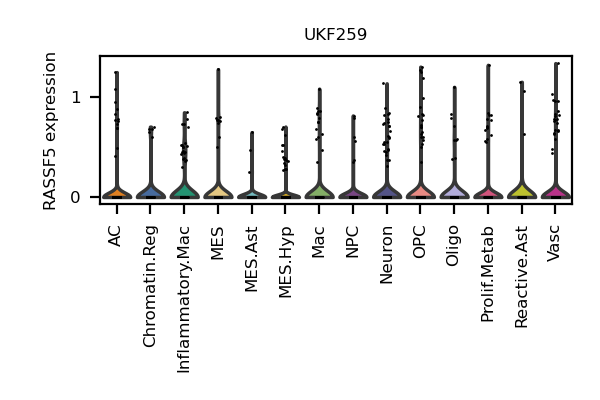 UKF259
RASSF5 expression
1
0
AC
Chromatin.Reg
Inflammatory.Mac
MES
MES.Ast
MES.Hyp
Mac
NPC
Neuron
OPC
Oligo
Prolif.Metab
Reactive.Ast
Vasc